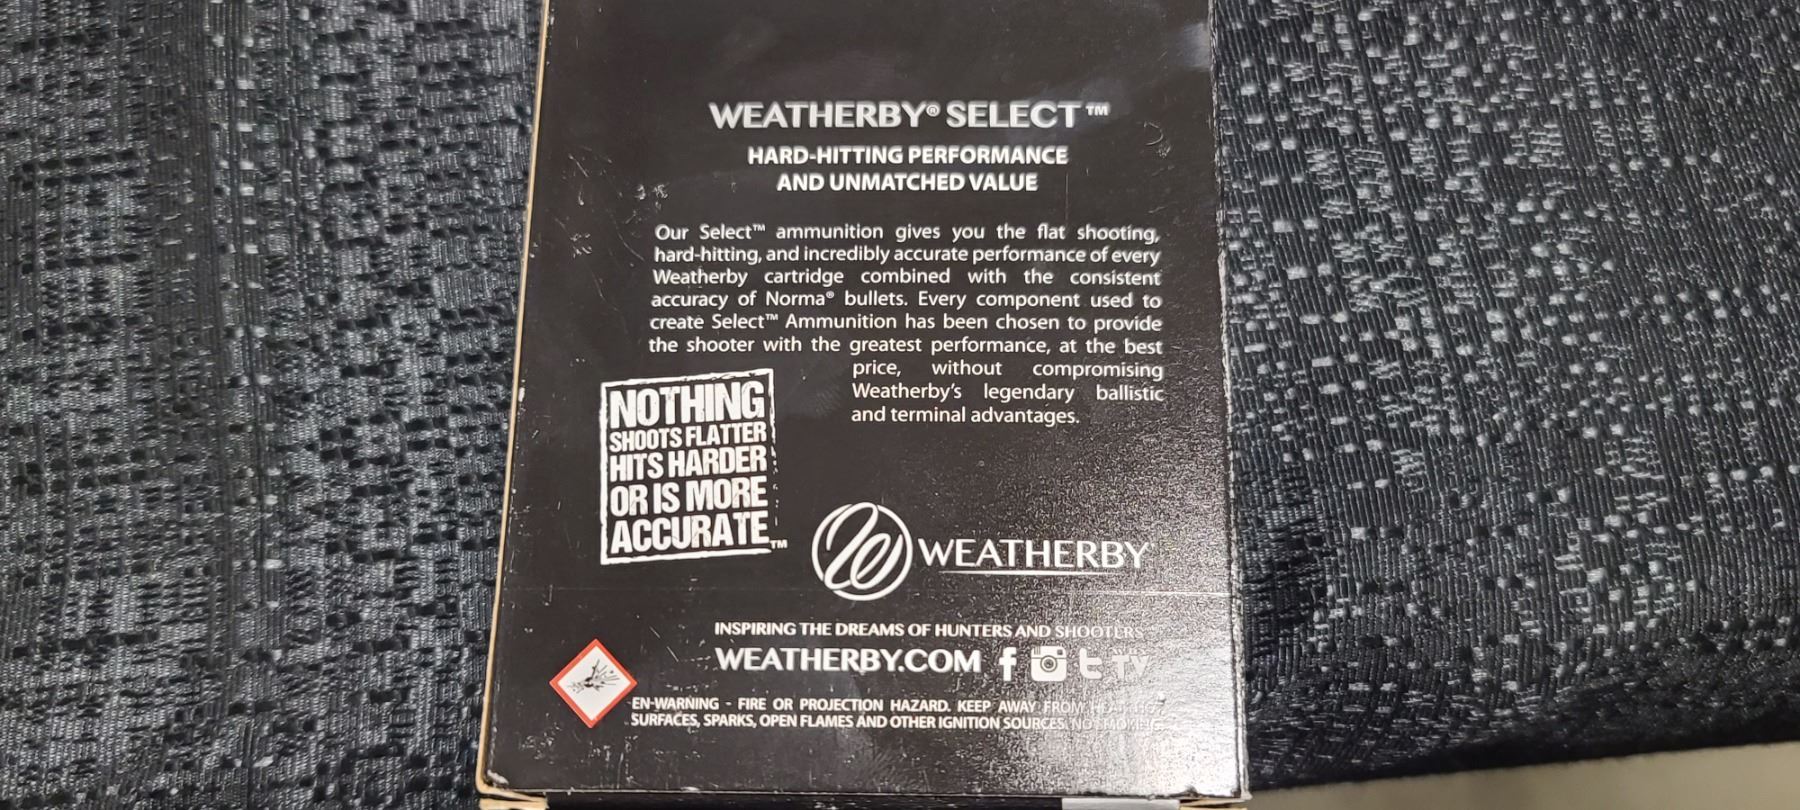 WEATHERBY® SELECT™
HARD-HITTING PERFORMANCE
AND UNMATCHED VALUE
Our Select™ ammunition gives you the flat shooting,
hard-hitting, and incredibly accurate performance of every
Weatherby cartridge combined with the consistent
accuracy of Norma® bullets. Every component used to
create Select™ Ammunition has been chosen to provide
the shooter with the greatest performance, at the best
price, without compromising
Weatherby's legendary ballistic
and terminal advantages.
NOTHING
SHOOTS FLATTER
HITS HARDER
OR IS MORE
ACCURATE™
WEATHERBY
INSPIRING THE DREAMS OF HUNTERS AND SHOOTERS
WEATHERBY.COM f t TV
EN-WARNING - FIRE OR PROJECTION HAZARD. KEEP AWAY FROM HEAT, HOT
SURFACES, SPARKS, OPEN FLAMES AND OTHER IGNITION SOURCES. NO SMOKING.